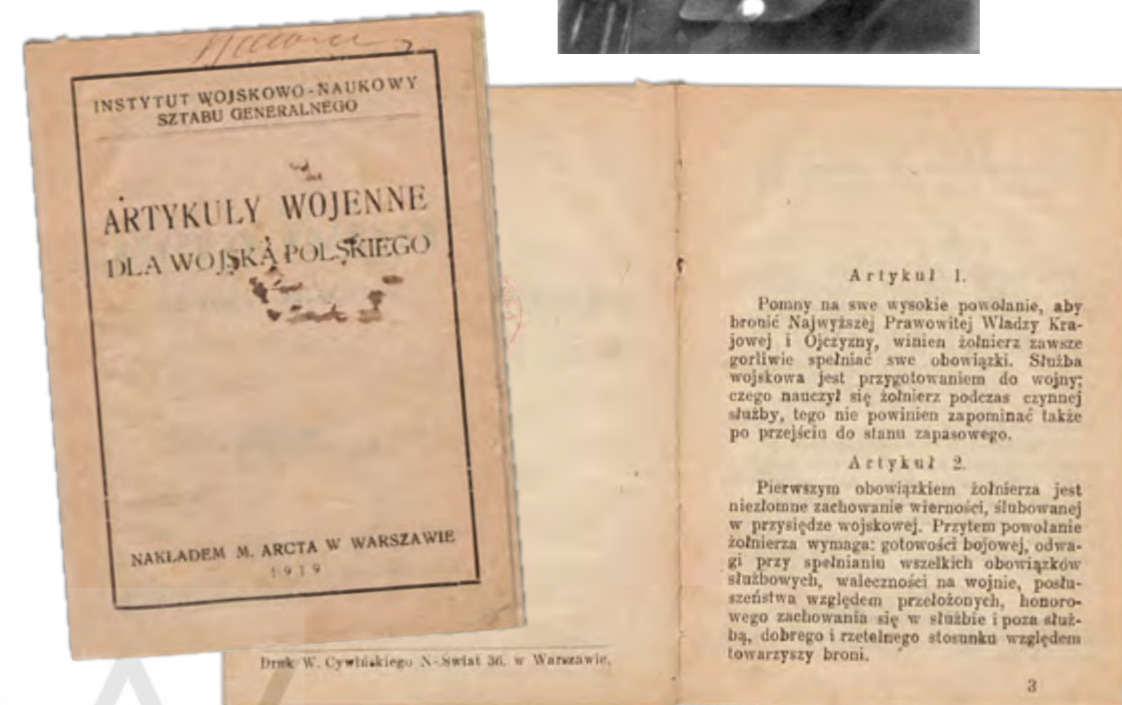 INSTYTUT WOJSKOWO-NAUKOWY
SZTABU GENERALNEGO
ARTYKUŁY WOJENNE
DLA WOJSKA POLSKIEGO
NAKŁADEM M. ARCTA W WARSZAWIE
1919
Druk W. Cywińskiego N-Świat 36. w Warszawie.
Artykuł 1.
Pomny na swe wysokie powołanie, aby
bronić Najwyższej Prawowitej Władzy Kra-
jowej i Ojczyzny, winien żołnierz zawsze
gorliwie spełniać swe obowiązki. Służba
wojskowa jest przygotowaniem do wojny;
czego nauczył się żołnierz podczas czynnej
służby, tego nie powinien zapominać także
po przejściu do stanu zapasowego.
Artykuł 2.
Pierwszym obowiązkiem żołnierza jest
niezłomne zachowanie wierności, ślubowanej
w przysiędze wojskowej. Przytem powołanie
żołnierza wymaga: gotowości bojowej, odwa-
gi przy spełnianiu wszelkich obowiązków
służbowych, waleczności na wojnie, posłu-
szeństwa względem przełożonych, honoro-
wego zachowania się w służbie i poza służ-
bą, dobrego i rzetelnego stosunku względem
towarzyszy broni.
3